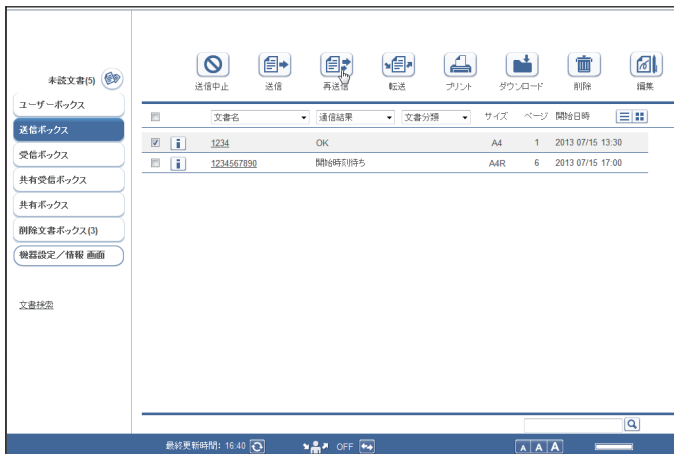 未読文書(5)
送信中止 送信 再送信 転送 プリント ダウンロード 削除 編集
ユーザーボックス
送信ボックス
受信ボックス
共有受信ボックス
共有ボックス
削除文書ボックス(3)
機器設定／情報 画面
文書検索
文書名 通信結果 文書分類 サイズ ページ 開始日時
1234 OK A4 1 2013 07/15 13:30
1234567890 開始時刻待ち A4R 6 2013 07/15 17:00
最終更新時間: 16:40 OFF A A A